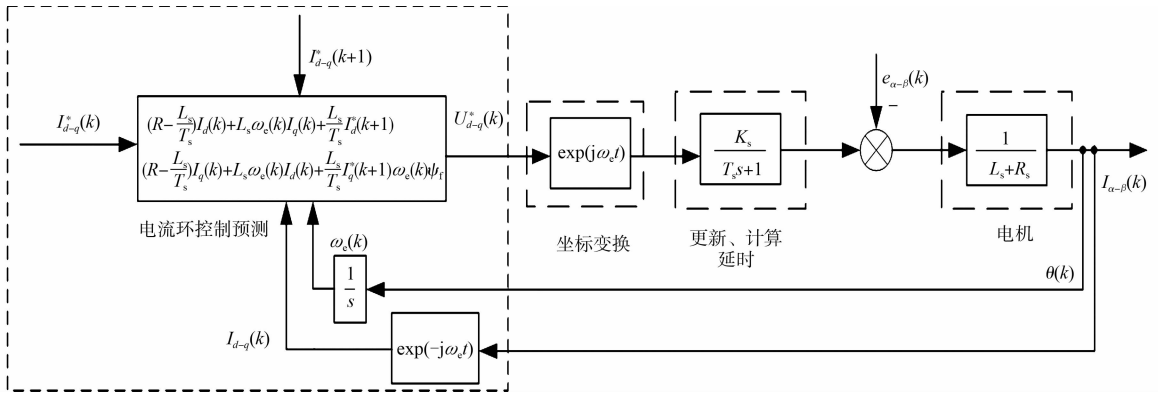 I*d-q(k+1)
I*d-q(k)
(R-Ls/Ts)Id(k)+Lsωe(k)Iq(k)+Ls/Ts I*d(k+1)
(R-Ls/Ts)Iq(k)+Lsωe(k)Id(k)+Ls/Ts I*q(k+1)ωe(k)ψf
U*d-q(k)
电流环控制预测
exp(jωet)
坐标变换
Ks/(Tss+1)
更新、计算
延时
eα-β(k)
−
1/(Ls+Rs)
电机
Iα-β(k)
ωe(k)
1/s
θ(k)
Id-q(k)
exp(-jωet)